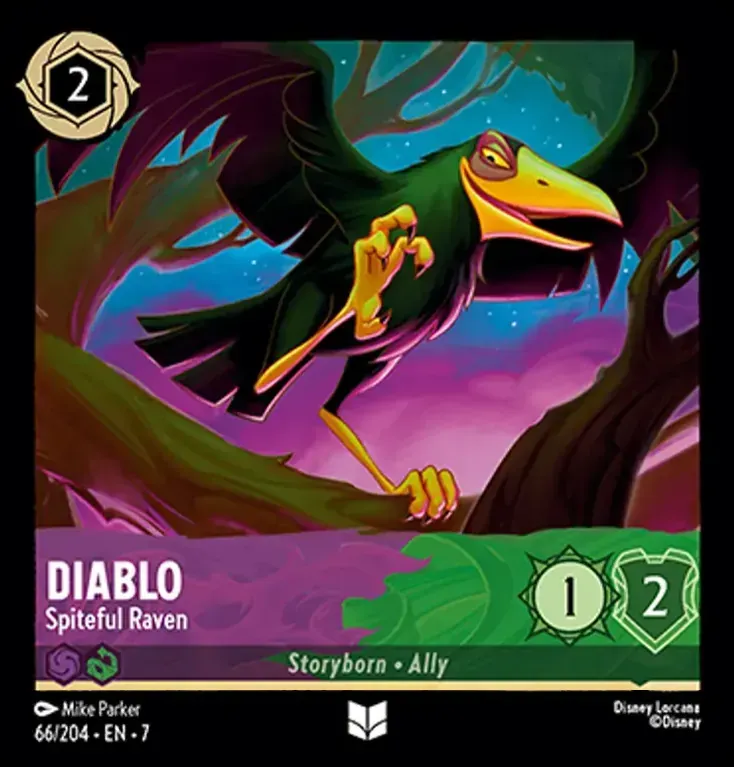 2
DIABLO
Spiteful Raven
1
2
Storyborn • Ally
Mike Parker
66/204 • EN • 7
Disney Lorcana
©Disney